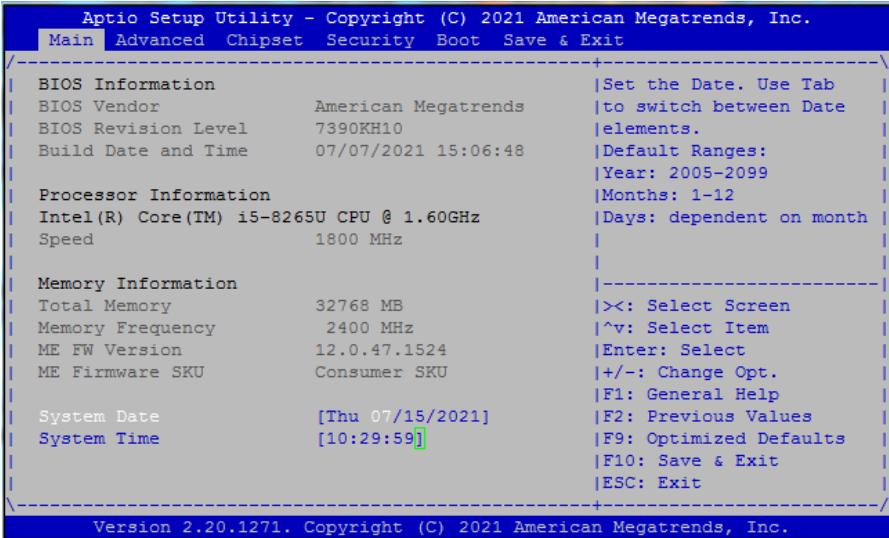 Aptio Setup Utility - Copyright (C) 2021 American Megatrends, Inc.
Main Advanced Chipset Security Boot Save & Exit
BIOS Information
BIOS Vendor American Megatrends
BIOS Revision Level 7390KH10
Build Date and Time 07/07/2021 15:06:48
Processor Information
Intel(R) Core(TM) i5-8265U CPU @ 1.60GHz
Speed 1800 MHz
Memory Information
Total Memory 32768 MB
Memory Frequency 2400 MHz
ME FW Version 12.0.47.1524
ME Firmware SKU Consumer SKU
System Date [Thu 07/15/2021]
System Time [10:29:59]
Set the Date. Use Tab
to switch between Date
elements.
Default Ranges:
Year: 2005-2099
Months: 1-12
Days: dependent on month
><: Select Screen
^v: Select Item
Enter: Select
+/-: Change Opt.
F1: General Help
F2: Previous Values
F9: Optimized Defaults
F10: Save & Exit
ESC: Exit
Version 2.20.1271. Copyright (C) 2021 American Megatrends, Inc.